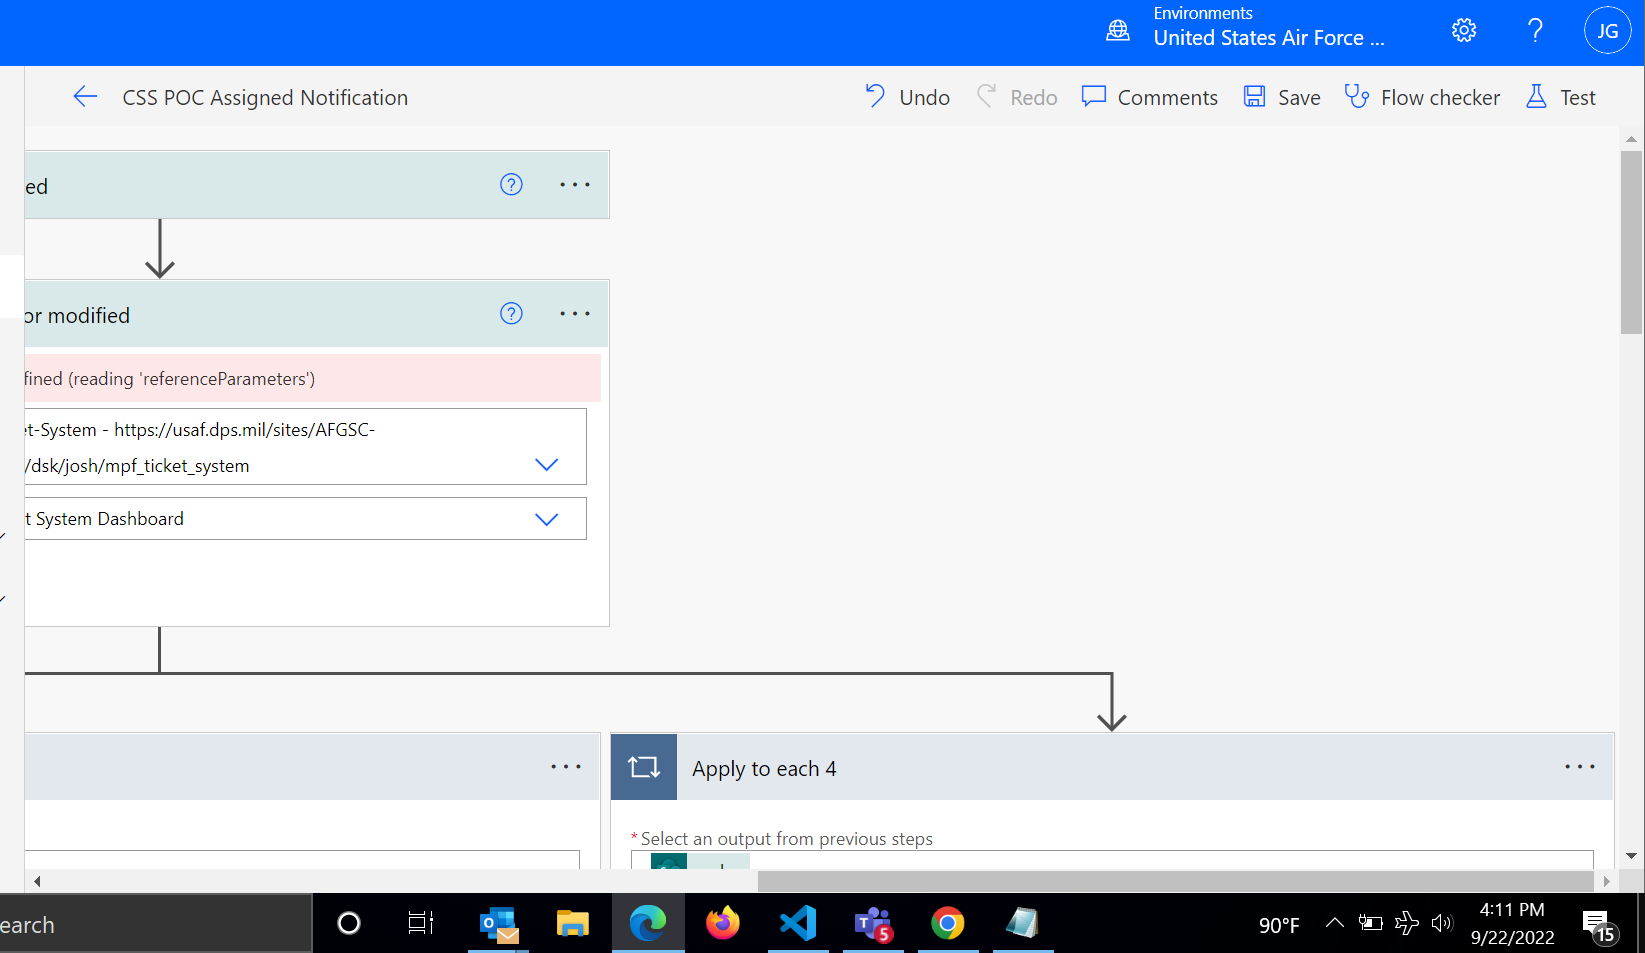 Environments
United States Air Force ...
JG
CSS POC Assigned Notification
Undo
Redo
Comments
Save
Flow checker
Test
ed
or modified
fined (reading 'referenceParameters')
t-System - https://usaf.dps.mil/sites/AFGSC-
/dsk/josh/mpf_ticket_system
t System Dashboard
Apply to each 4
* Select an output from previous steps
earch
5
90°F
4:11 PM
9/22/2022
15